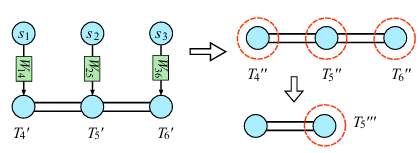 s₁ s₂ s₃
W₁₄ W₂₅ W₃₆
T₄′ T₅′ T₆′
T₄″ T₅″ T₆″
T₅‴